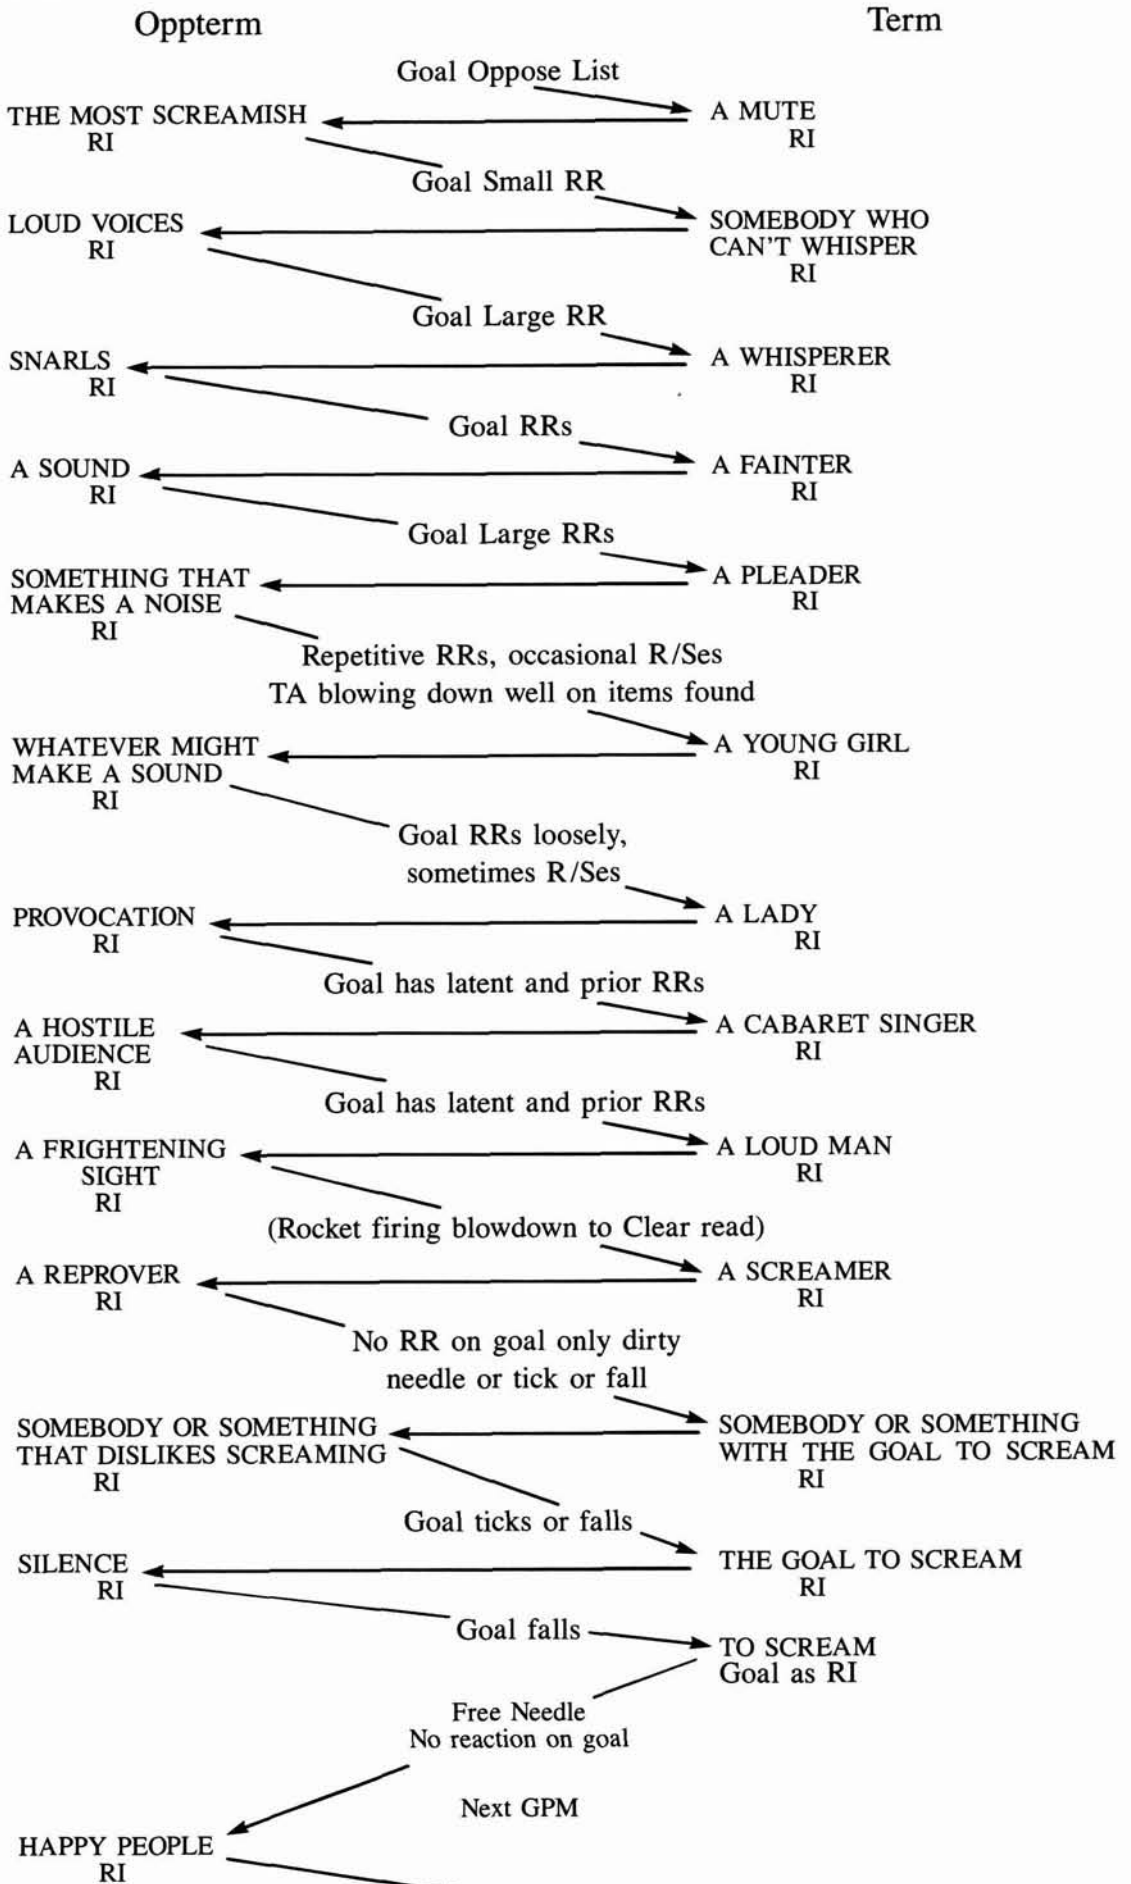 Oppterm
Term
Goal Oppose List
THE MOST SCREAMISH
RI
A MUTE
RI
Goal Small RR
LOUD VOICES
RI
SOMEBODY WHO
CAN'T WHISPER
RI
Goal Large RR
SNARLS
RI
A WHISPERER
RI
Goal RRs
A SOUND
RI
A FAINTER
RI
Goal Large RRs
SOMETHING THAT
MAKES A NOISE
RI
A PLEADER
RI
Repetitive RRs, occasional R/Ses
TA blowing down well on items found
WHATEVER MIGHT
MAKE A SOUND
RI
A YOUNG GIRL
RI
Goal RRs loosely,
sometimes R/Ses
PROVOCATION
RI
A LADY
RI
Goal has latent and prior RRs
A HOSTILE
AUDIENCE
RI
A CABARET SINGER
RI
Goal has latent and prior RRs
A FRIGHTENING
SIGHT
RI
A LOUD MAN
RI
(Rocket firing blowdown to Clear read)
A REPROVER
RI
A SCREAMER
RI
No RR on goal only dirty
needle or tick or fall
SOMEBODY OR SOMETHING
THAT DISLIKES SCREAMING
RI
SOMEBODY OR SOMETHING
WITH THE GOAL TO SCREAM
RI
Goal ticks or falls
SILENCE
RI
THE GOAL TO SCREAM
RI
Goal falls
TO SCREAM
Goal as RI
Free Needle
No reaction on goal
Next GPM
HAPPY PEOPLE
RI